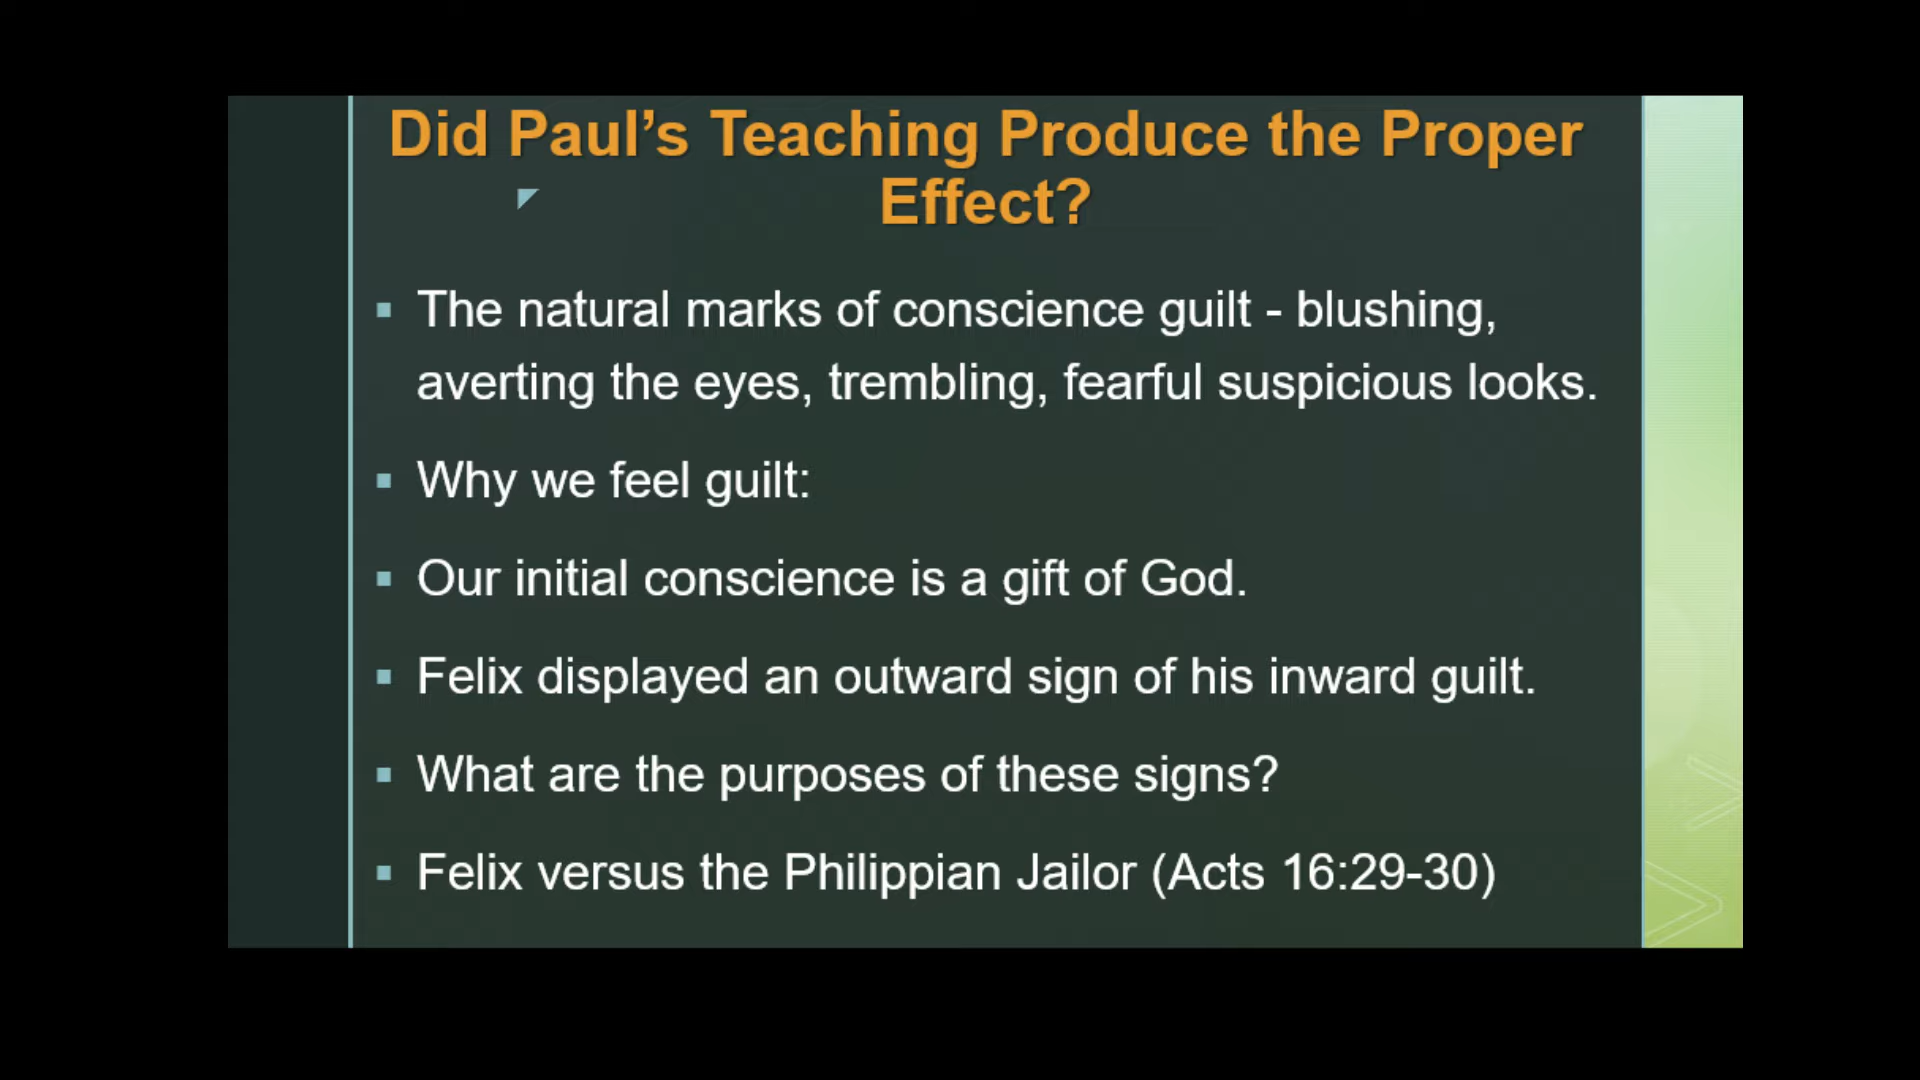 Did Paul’s Teaching Produce the Proper
Effect?
▪ The natural marks of conscience guilt - blushing,
averting the eyes, trembling, fearful suspicious looks.
▪ Why we feel guilt:
▪ Our initial conscience is a gift of God.
▪ Felix displayed an outward sign of his inward guilt.
▪ What are the purposes of these signs?
▪ Felix versus the Philippian Jailor (Acts 16:29-30)